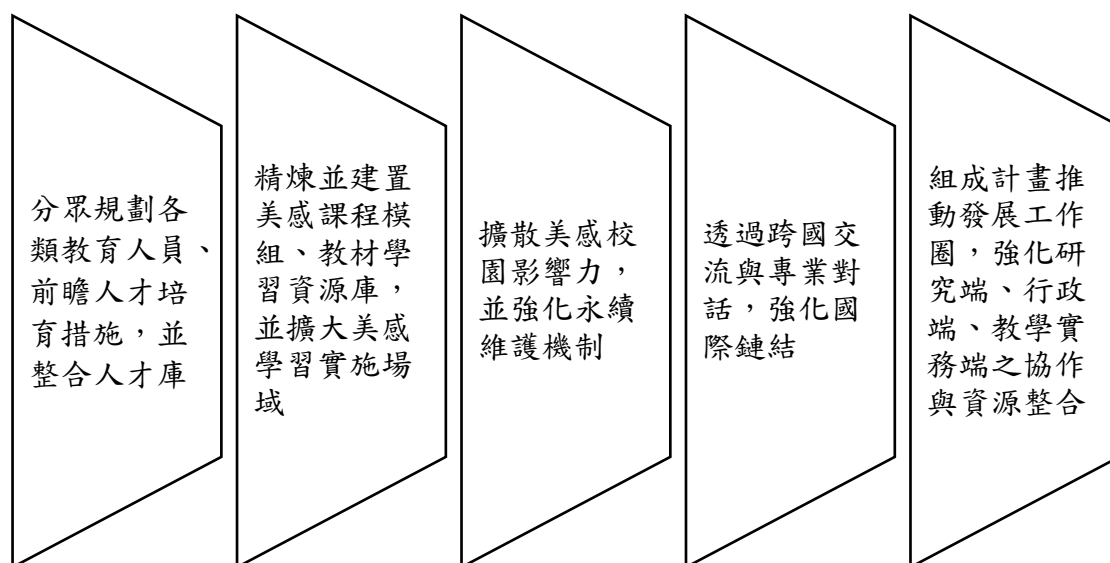 分眾規劃各
類教育人員、
前瞻人才培
育措施，並
整合人才庫
精煉並建置
美感課程模
組、教材學
習資源庫，
並擴大美感
學習實施場
域
擴散美感校
園影響力，
並強化永續
維護機制
透過跨國交
流與專業對
話，強化國
際鏈結
組成計畫推
動發展工作
圈，強化研
究端、行政
端、教學實
務端之協作
與資源整合